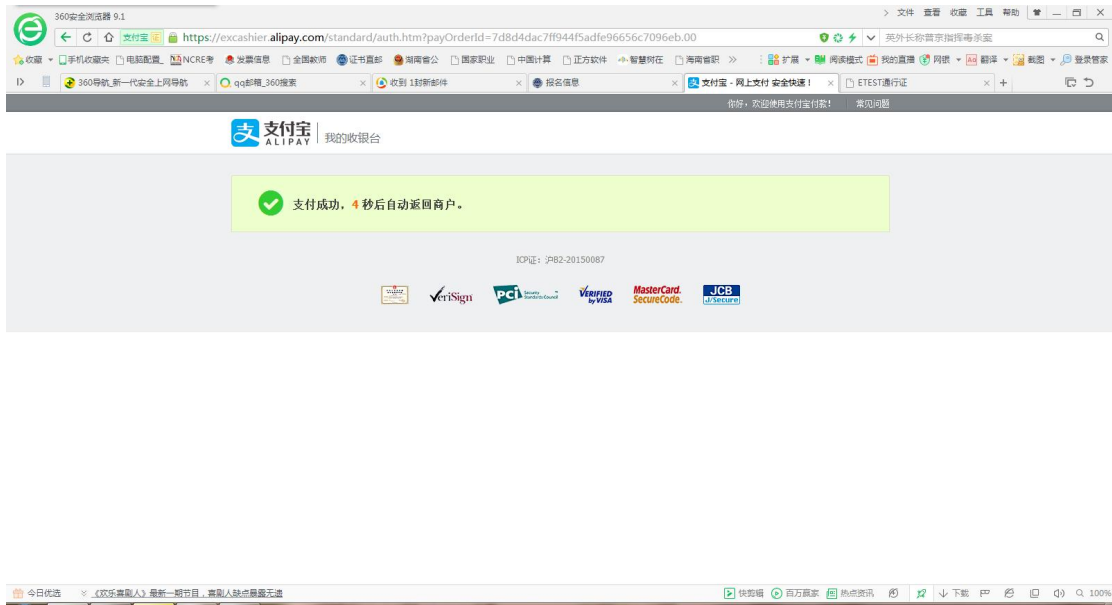 360安全浏览器 9.1
文件 查看 收藏 工具 帮助
支付宝 证 https://excashier.alipay.com/standard/auth.htm?payOrderId=7d8d4dac7ff944f5adfe96656c7096eb.00 英外长称普京指挥毒杀案
收藏 手机收藏夹 电脑配置_ NCRE考 发票信息 全国教师 证书直邮 湖南省公 国家职业 中国计算 正方软件 智慧树在 海南省职 扩展 阅读模式 我的直播 网银 翻译 截图 登录管家
360导航_新一代安全上网导航 qq邮箱_360搜索 收到 1封新邮件 报名信息 支付宝 - 网上支付 安全快速! ETEST通行证
你好,欢迎使用支付宝付款! 常见问题
支 支付宝 我的收银台
ALIPAY
支付成功,4 秒后自动返回商户。
ICP证:沪B2-20150087
VeriSign PCI Security Standards Council VERIFIED by VISA MasterCard. SecureCode. JCB J/Secure
今日优选 《欢乐喜剧人》最新一期节目,喜剧人缺点暴露无遗 快剪辑 百万赢家 热点资讯 下载 100%